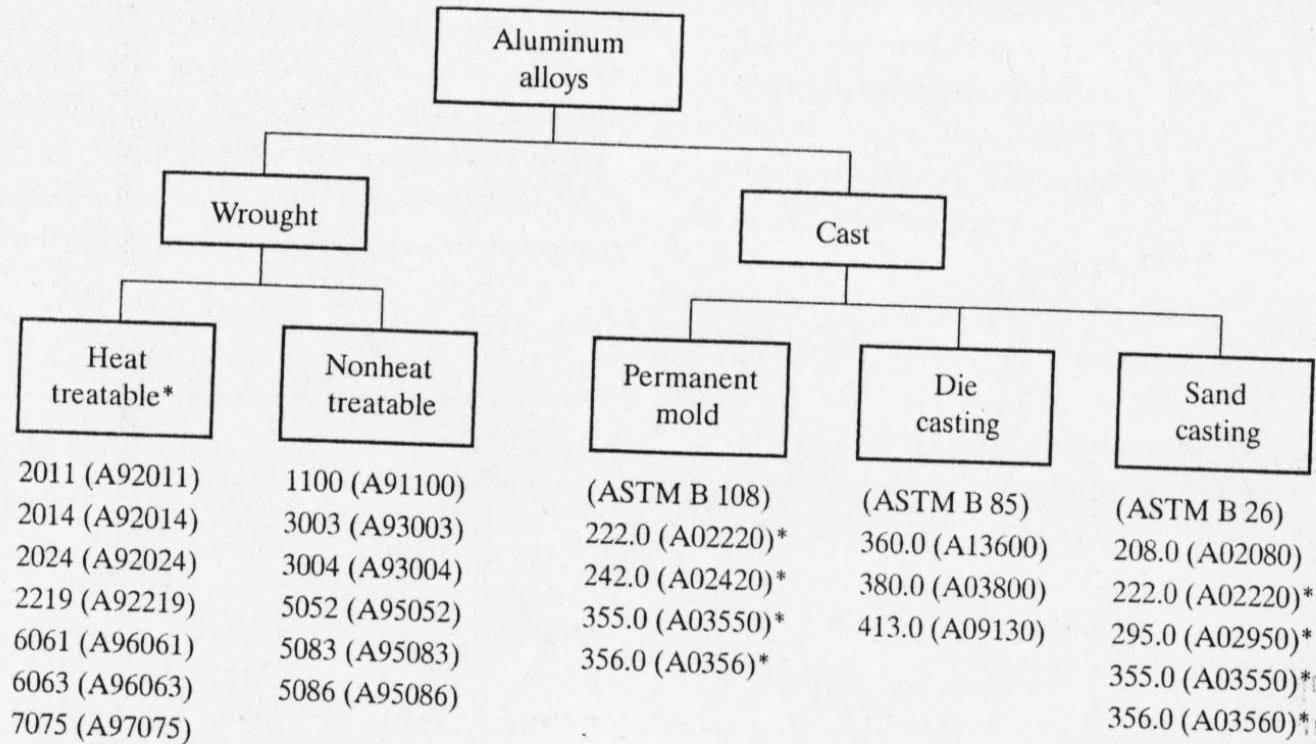 Aluminum
alloys
Wrought
Cast
Heat
treatable*
Nonheat
treatable
Permanent
mold
Die
casting
Sand
casting
2011 (A92011)
2014 (A92014)
2024 (A92024)
2219 (A92219)
6061 (A96061)
6063 (A96063)
7075 (A97075)
1100 (A91100)
3003 (A93003)
3004 (A93004)
5052 (A95052)
5083 (A95083)
5086 (A95086)
(ASTM B 108)
222.0 (A02220)*
242.0 (A02420)*
355.0 (A03550)*
356.0 (A0356)*
(ASTM B 85)
360.0 (A13600)
380.0 (A03800)
413.0 (A09130)
(ASTM B 26)
208.0 (A02080)
222.0 (A02220)*
295.0 (A02950)*
355.0 (A03550)*
356.0 (A03560)*